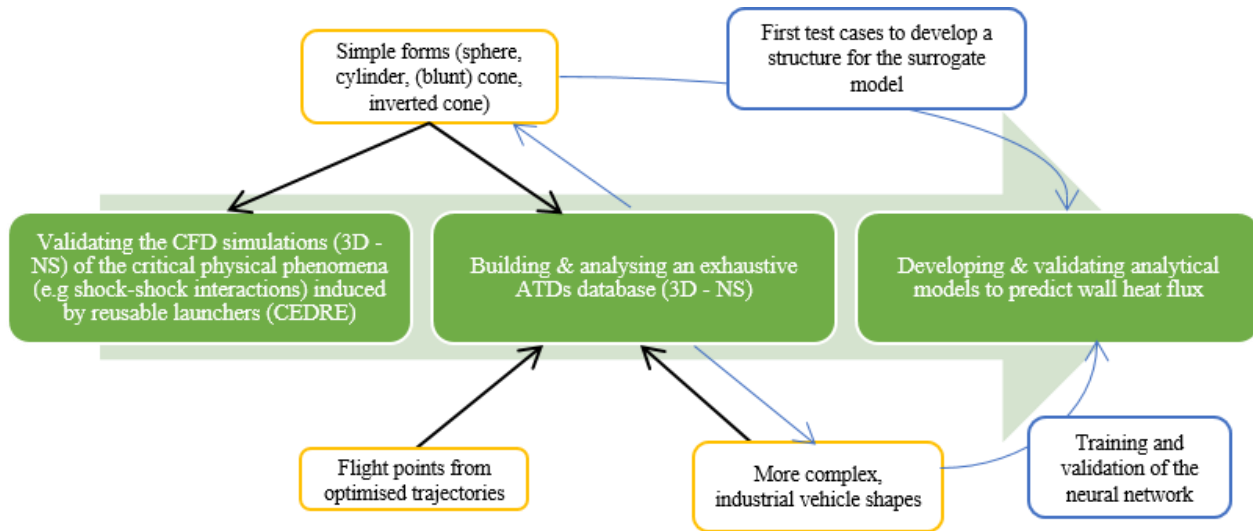 Simple forms (sphere,
cylinder, (blunt) cone,
inverted cone)
First test cases to develop a
structure for the surrogate
model
Validating the CFD simulations (3D -
NS) of the critical physical phenomena
(e.g shock-shock interactions) induced
by reusable launchers (CEDRE)
Building & analysing an exhaustive
ATDs database (3D - NS)
Developing & validating analytical
models to predict wall heat flux
Flight points from
optimised trajectories
More complex,
industrial vehicle shapes
Training and
validation of the
neural network